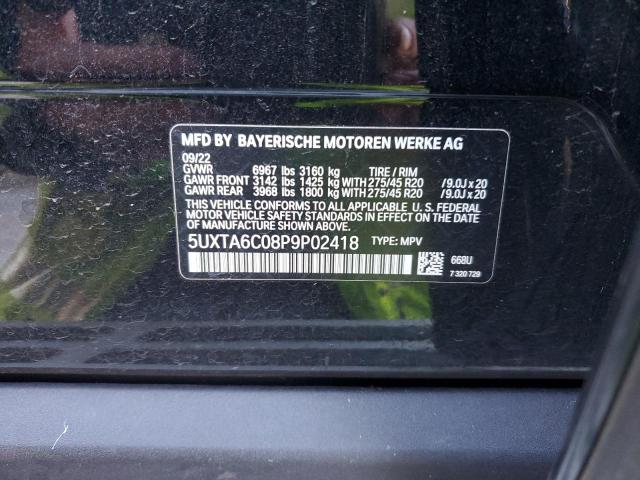 MFD BY BAYERISCHE MOTOREN WERKE AG
09/22
GVWR 6967 lbs 3160 kg TIRE / RIM
GAWR FRONT 3142 lbs 1425 kg WITH 275/45 R20 /9.0J x 20
GAWR REAR 3968 lbs 1800 kg WITH 275/45 R20 /9.0J x 20
THIS VEHICLE CONFORMS TO ALL APPLICABLE U. S. FEDERAL
MOTOR VEHICLE SAFETY STANDARDS IN EFFECT ON THE DATE
OF MANUFACTURE SHOWN ABOVE.
5UXTA6C08P9P02418 TYPE: MPV
668U
7 320 729